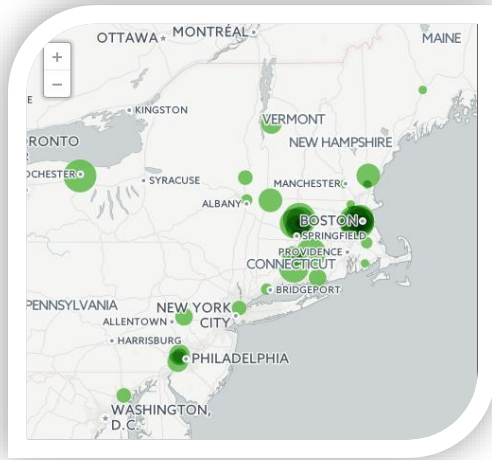 OTTAWA
MONTRÉAL
MAINE
+
−
E
KINGSTON
RONTO
VERMONT
NEW HAMPSHIRE
OCHESTER
SYRACUSE
MANCHESTER
ALBANY
BOSTON
SPRINGFIELD
PROVIDENCE
CONNECTICUT
BRIDGEPORT
PENNSYLVANIA
NEW YORK
CITY
ALLENTOWN
HARRISBURG
PHILADELPHIA
WASHINGTON,
D.C.